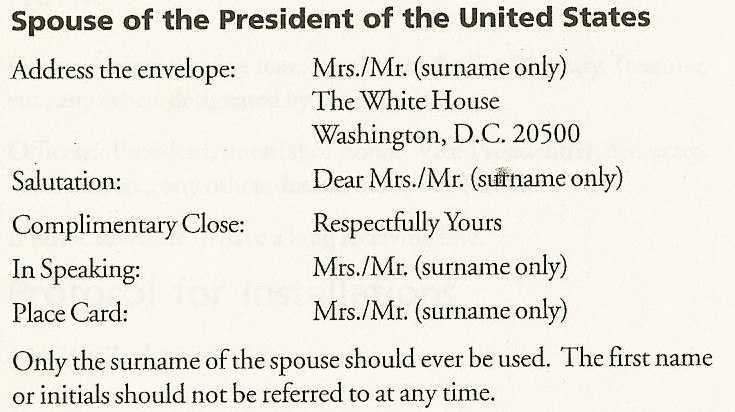 Spouse of the President of the United States
Address the envelope: Mrs./Mr. (surname only)
The White House
Washington, D.C. 20500
Salutation: Dear Mrs./Mr. (surname only)
Complimentary Close: Respectfully Yours
In Speaking: Mrs./Mr. (surname only)
Place Card: Mrs./Mr. (surname only)
Only the surname of the spouse should ever be used. The first name
or initials should not be referred to at any time.